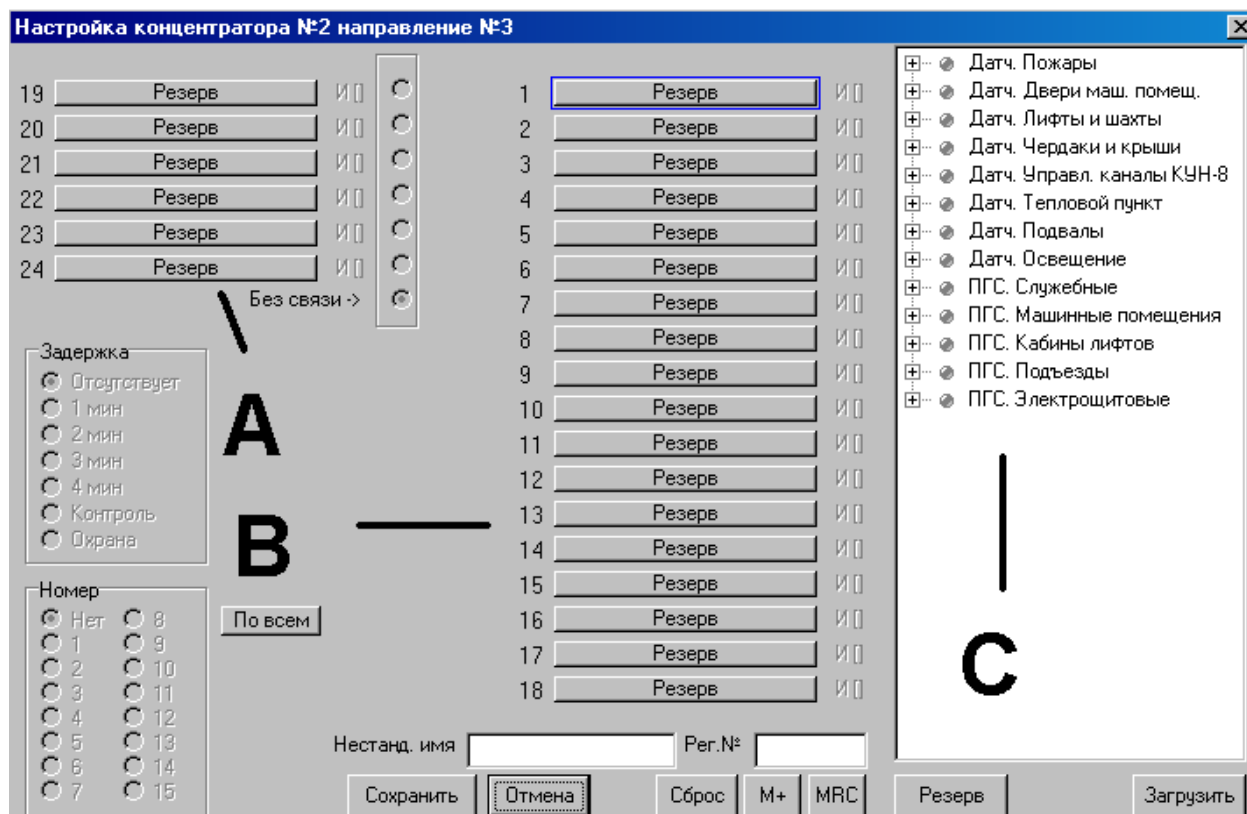 Настройка концентратора №2 направление №3
19 Резерв И []
20 Резерв И []
21 Резерв И []
22 Резерв И []
23 Резерв И []
24 Резерв И []
Без связи ->
A
Задержка
Отсутствует
1 мин
2 мин
3 мин
4 мин
Контроль
Охрана
B
Номер
Нет 8
1 9
2 10
3 11
4 12
5 13
6 14
7 15
По всем
1 Резерв И []
2 Резерв И []
3 Резерв И []
4 Резерв И []
5 Резерв И []
6 Резерв И []
7 Резерв И []
8 Резерв И []
9 Резерв И []
10 Резерв И []
11 Резерв И []
12 Резерв И []
13 Резерв И []
14 Резерв И []
15 Резерв И []
16 Резерв И []
17 Резерв И []
18 Резерв И []
Датч. Пожары
Датч. Двери маш. помещ.
Датч. Лифты и шахты
Датч. Чердаки и крыши
Датч. Управл. каналы КУН-8
Датч. Тепловой пункт
Датч. Подвалы
Датч. Освещение
ПГС. Служебные
ПГС. Машинные помещения
ПГС. Кабины лифтов
ПГС. Подъезды
ПГС. Электрощитовые
C
Нестанд. имя Рег.№
Сохранить Отмена Сброс M+ MRC Резерв Загрузить